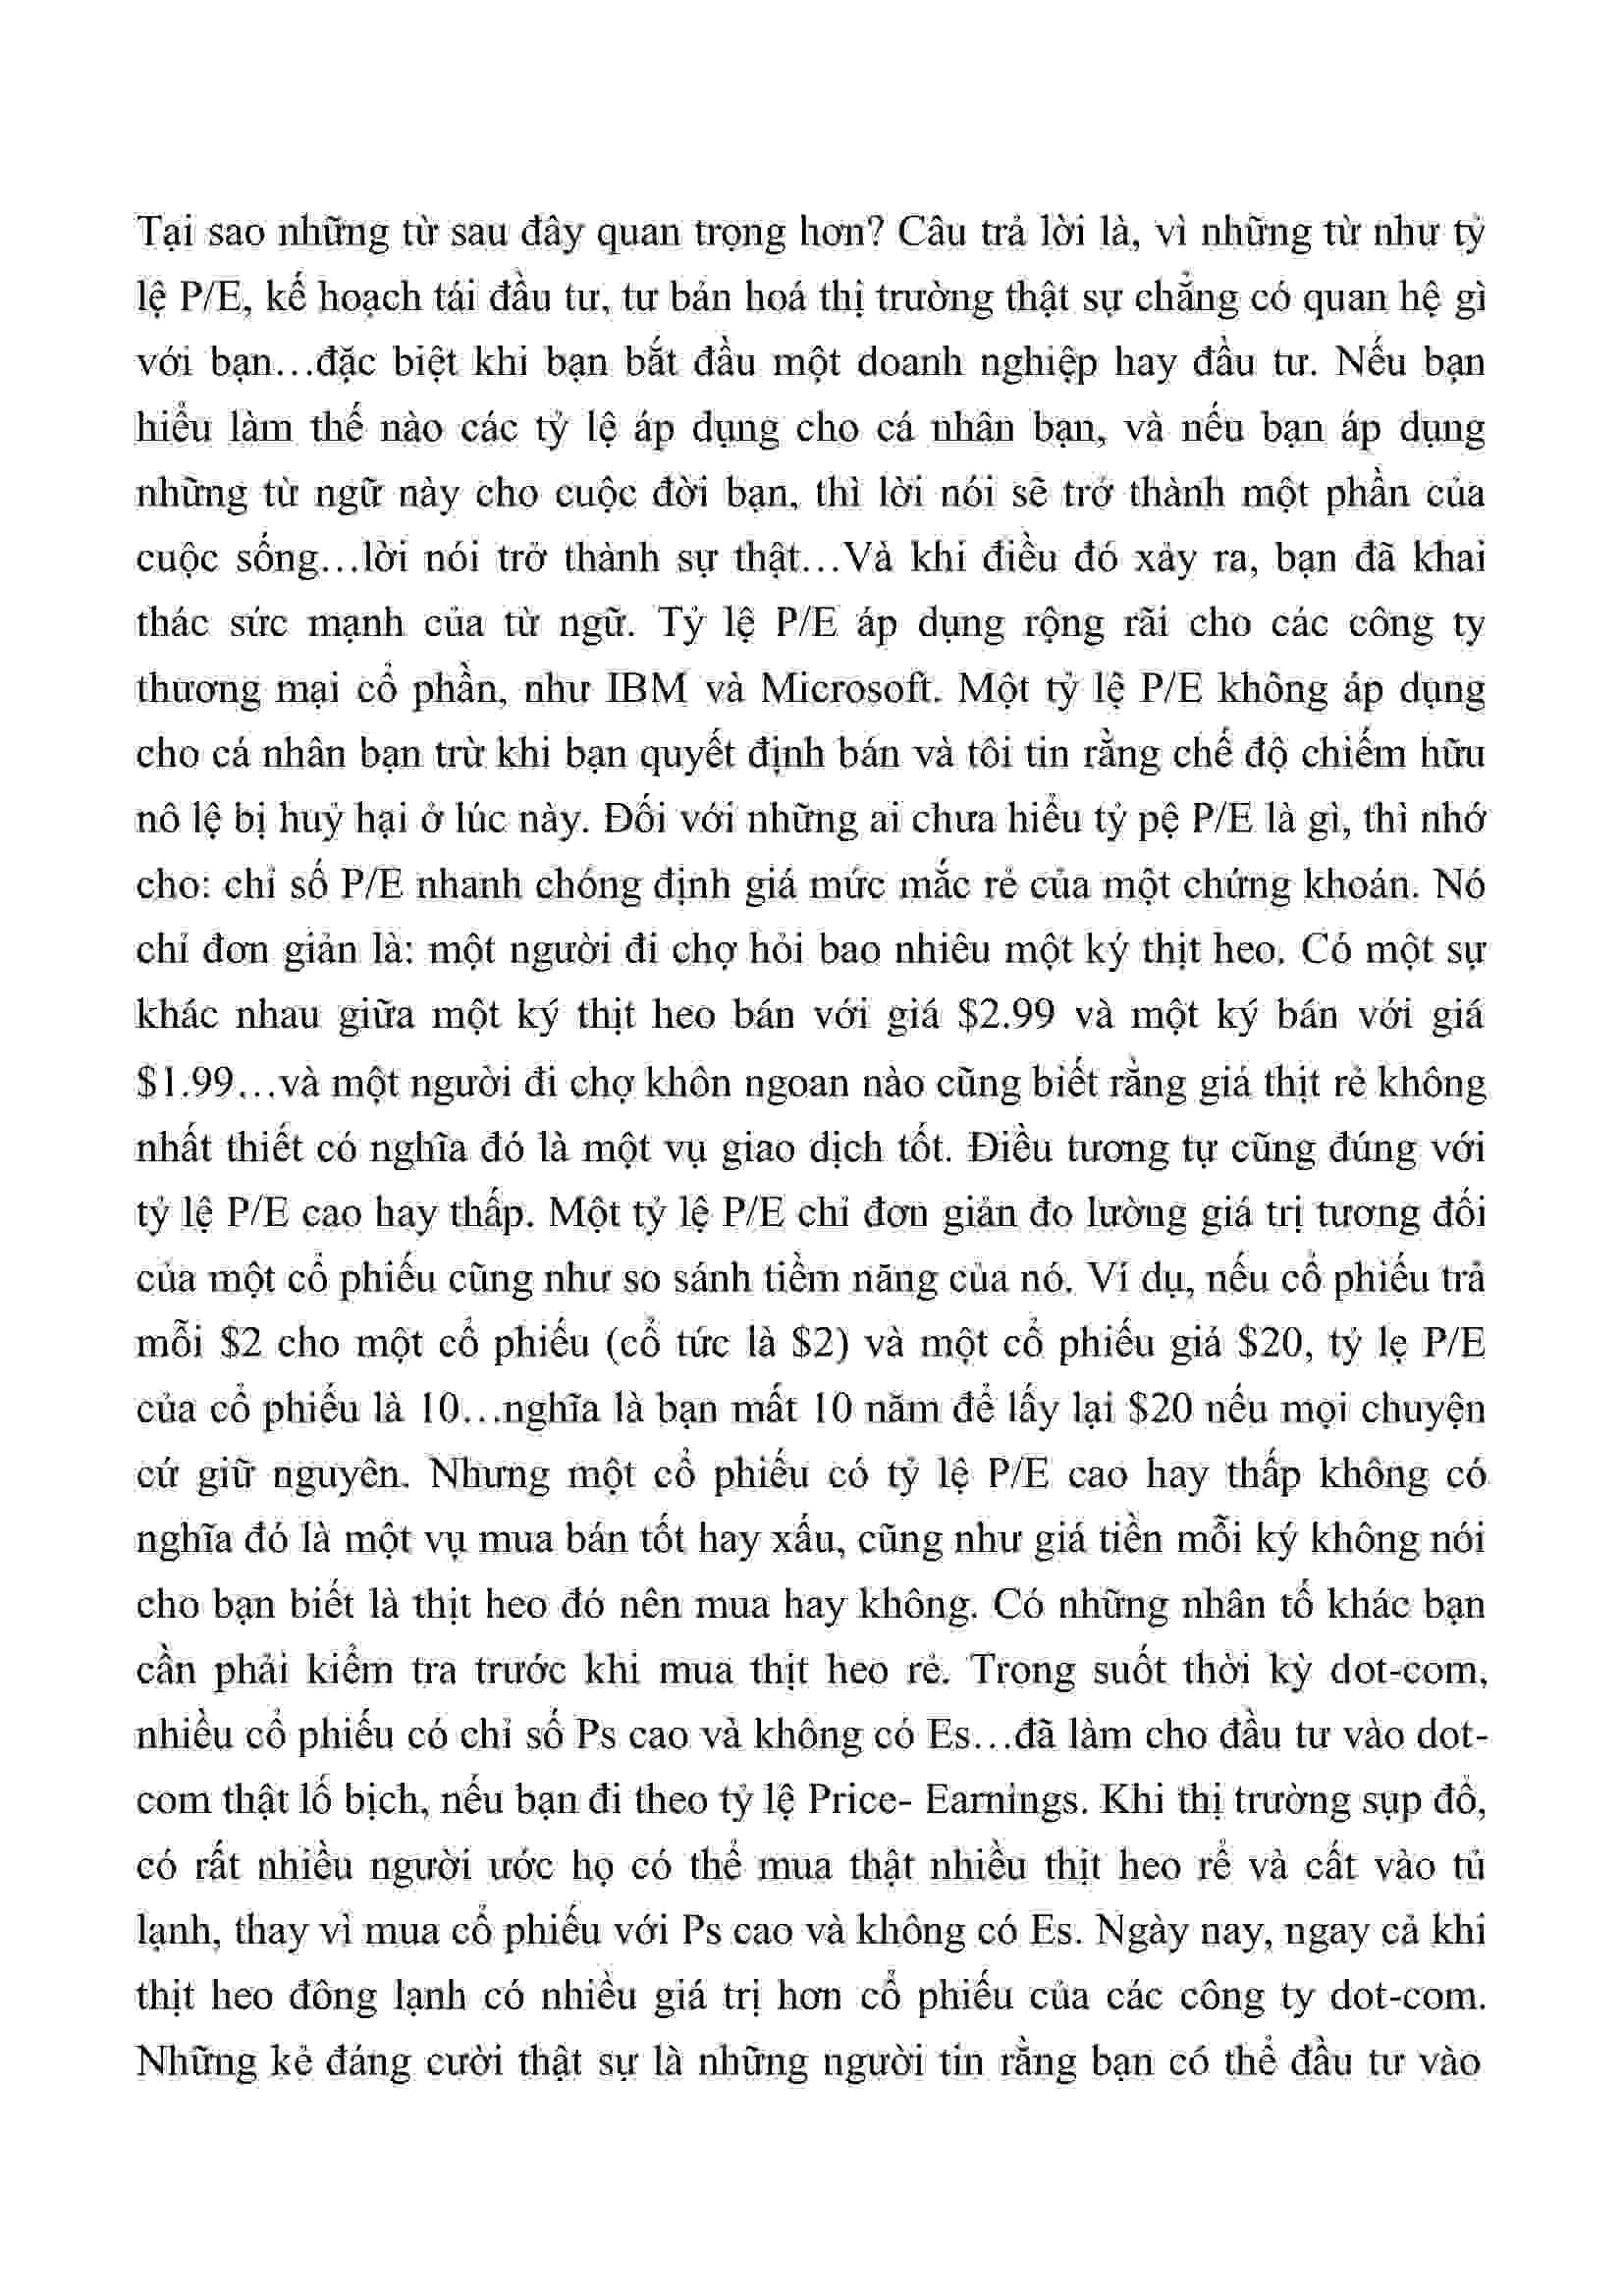 Tại sao những từ sau đây quan trọng hơn? Câu trả lời là, vì những từ như tỷ
lệ P/E, kế hoạch tái đầu tư, tư bản hoá thị trường thật sự chẳng có quan hệ gì
với bạn…đặc biệt khi bạn bắt đầu một doanh nghiệp hay đầu tư. Nếu bạn
hiểu làm thế nào các tỷ lệ áp dụng cho cá nhân bạn, và nếu bạn áp dụng
những từ ngữ này cho cuộc đời bạn, thì lời nói sẽ trở thành một phần của
cuộc sống…lời nói trở thành sự thật…Và khi điều đó xảy ra, bạn đã khai
thác sức mạnh của từ ngữ. Tỷ lệ P/E áp dụng rộng rãi cho các công ty
thương mại cổ phần, như IBM và Microsoft. Một tỷ lệ P/E không áp dụng
cho cá nhân bạn trừ khi bạn quyết định bán và tôi tin rằng chế độ chiếm hữu
nô lệ bị huỷ hại ở lúc này. Đối với những ai chưa hiểu tỷ pệ P/E là gì, thì nhớ
cho: chỉ số P/E nhanh chóng định giá mức mắc rẻ của một chứng khoán. Nó
chỉ đơn giản là: một người đi chợ hỏi bao nhiêu một ký thịt heo. Có một sự
khác nhau giữa một ký thịt heo bán với giá $2.99 và một ký bán với giá
$1.99…và một người đi chợ khôn ngoan nào cũng biết rằng giá thịt rẻ không
nhất thiết có nghĩa đó là một vụ giao dịch tốt. Điều tương tự cũng đúng với
tỷ lệ P/E cao hay thấp. Một tỷ lệ P/E chỉ đơn giản đo lường giá trị tương đối
của một cổ phiếu cũng như so sánh tiềm năng của nó. Ví dụ, nếu cổ phiếu trả
mỗi $2 cho một cổ phiếu (cổ tức là $2) và một cổ phiếu giá $20, tỷ lẹ P/E
của cổ phiếu là 10…nghĩa là bạn mất 10 năm để lấy lại $20 nếu mọi chuyện
cứ giữ nguyên. Nhưng một cổ phiếu có tỷ lệ P/E cao hay thấp không có
nghĩa đó là một vụ mua bán tốt hay xấu, cũng như giá tiền mỗi ký không nói
cho bạn biết là thịt heo đó nên mua hay không. Có những nhân tố khác bạn
cần phải kiểm tra trước khi mua thịt heo rẻ. Trong suốt thời kỳ dot-com,
nhiều cổ phiếu có chỉ số Ps cao và không có Es…đã làm cho đầu tư vào dot-
com thật lố bịch, nếu bạn đi theo tỷ lệ Price- Earnings. Khi thị trường sụp đổ,
có rất nhiều người ước họ có thể mua thật nhiều thịt heo rể và cất vào tủ
lạnh, thay vì mua cổ phiếu với Ps cao và không có Es. Ngày nay, ngay cả khi
thịt heo đông lạnh có nhiều giá trị hơn cổ phiếu của các công ty dot-com.
Những kẻ đáng cười thật sự là những người tin rằng bạn có thể đầu tư vào